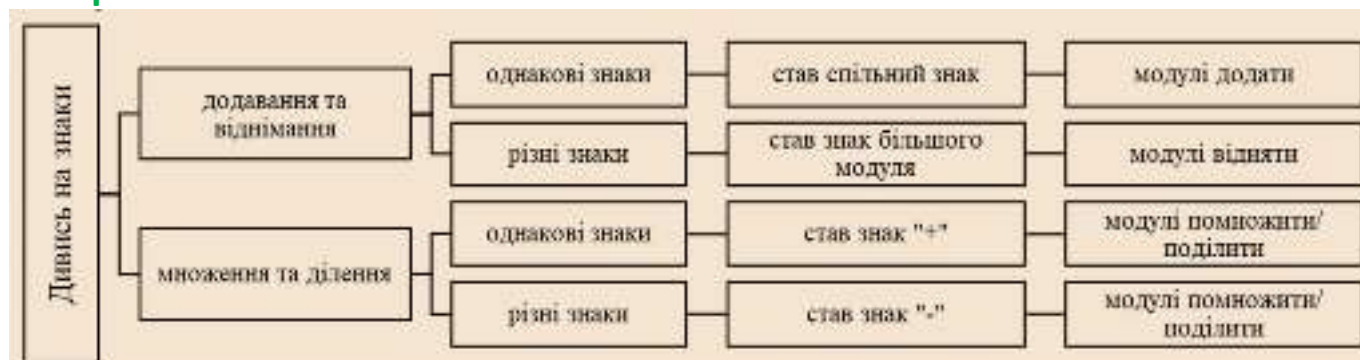 Дивись на знаки
додавання та
віднімання
однакові знаки
став спільний знак
модулі додати
різні знаки
став знак більшого
модуля
модулі відняти
множення та ділення
однакові знаки
став знак "+"
модулі помножити/
поділити
різні знаки
став знак "-"
модулі помножити/
поділити